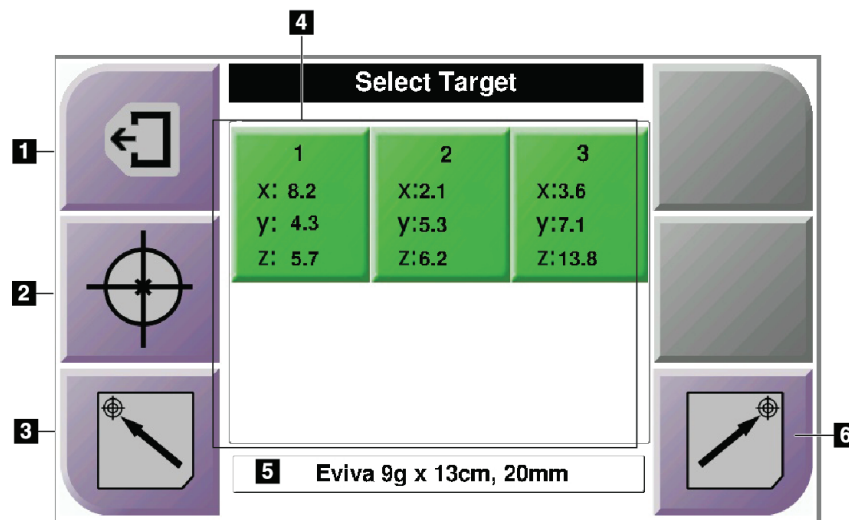 4
Select Target
1
2
3
x: 8.2
x:2.1
x:3.6
y: 4.3
y:5.3
y:7.1
z: 5.7
z:6.2
z:13.8
1
2
3
5 Eviva 9g x 13cm, 20mm
6